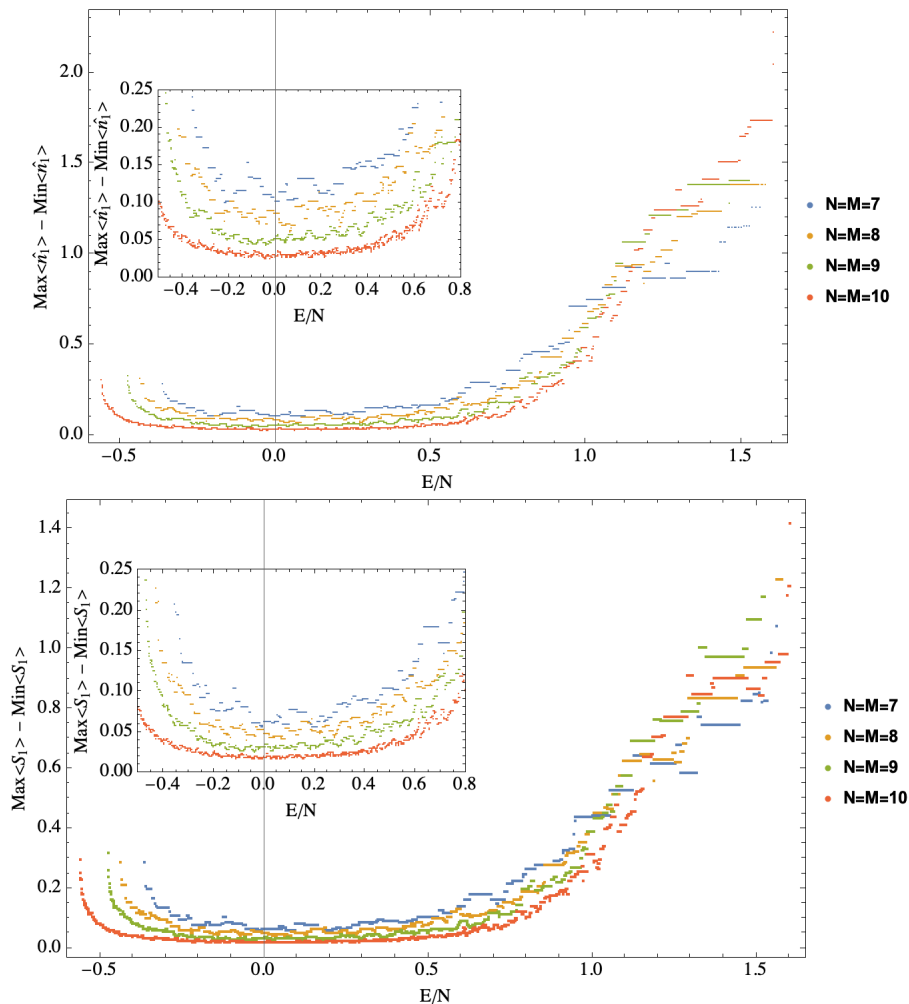 Max<n̂₁> − Min<n̂₁>
2.0
1.5
1.0
0.5
0.0
−0.5 0.0 0.5 1.0 1.5
E/N
Max<n̂₁> − Min<n̂₁>
0.25
0.20
0.15
0.10
0.05
0.00
−0.4 −0.2 0.0 0.2 0.4 0.6 0.8
E/N
N=M=7
N=M=8
N=M=9
N=M=10
Max<S₁> − Min<S₁>
1.4
1.2
1.0
0.8
0.6
0.4
0.2
0.0
−0.5 0.0 0.5 1.0 1.5
E/N
Max<S₁> − Min<S₁>
0.25
0.20
0.15
0.10
0.05
0.00
−0.4 −0.2 0.0 0.2 0.4 0.6 0.8
E/N
N=M=7
N=M=8
N=M=9
N=M=10